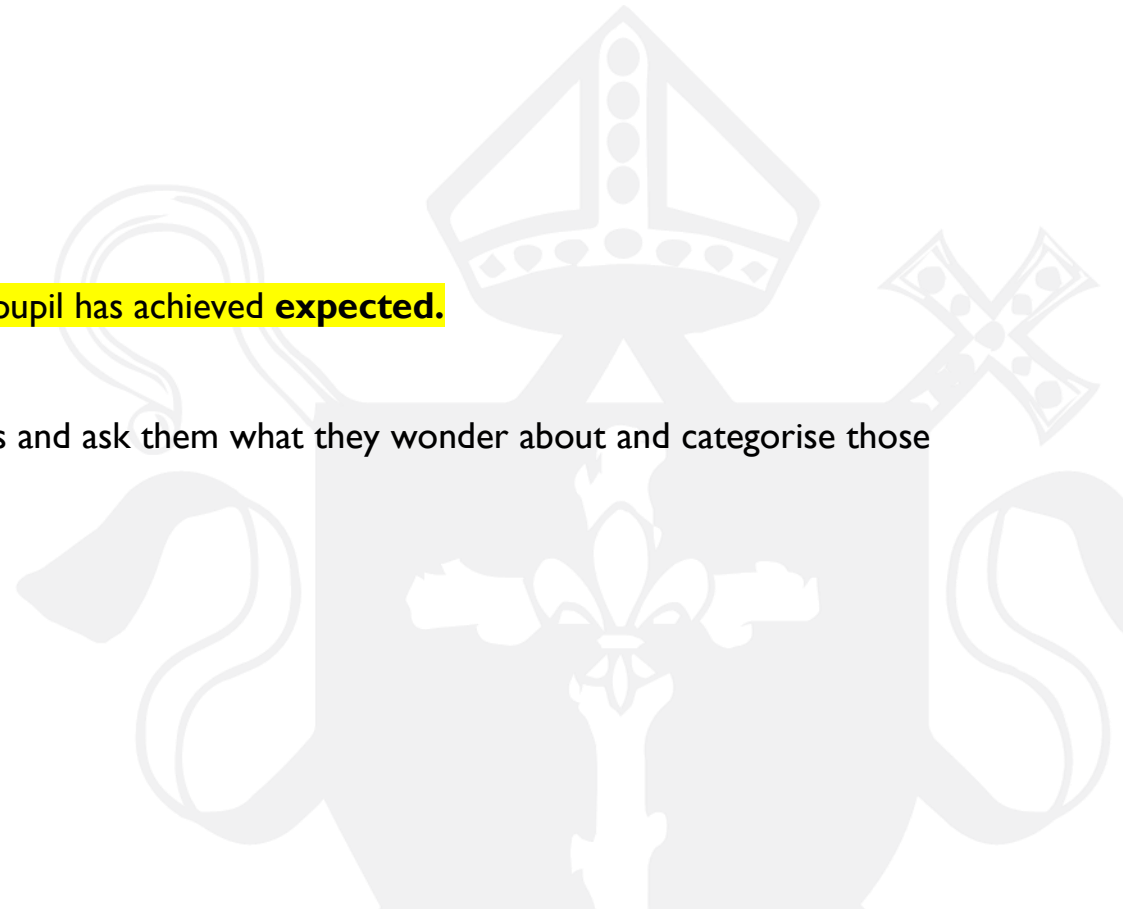 pupil has achieved expected.
s and ask them what they wonder about and categorise those